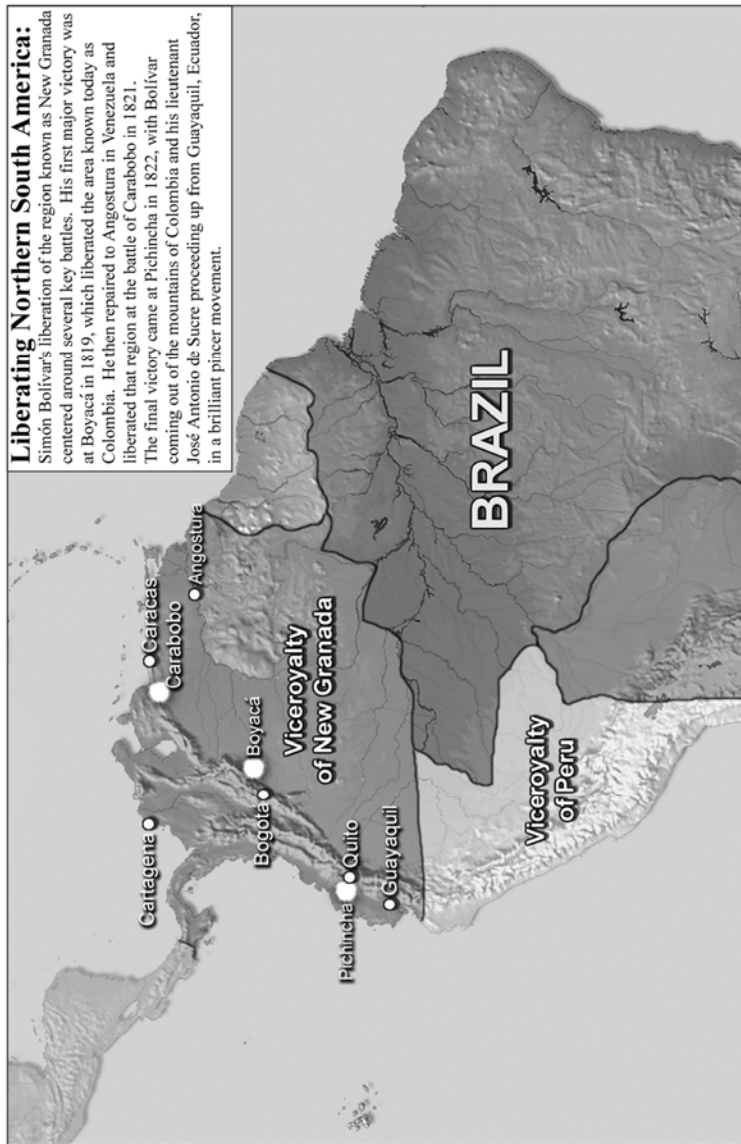 Liberating Northern South America:
Simón Bolívar's liberation of the region known as New Granada
centered around several key battles. His first major victory was
at Boyacá in 1819, which liberated the area known today as
Colombia. He then repaired to Angostura in Venezuela and
liberated that region at the battle of Carabobo in 1821.
The final victory came at Pichincha in 1822, with Bolívar
coming out of the mountains of Colombia and his lieutenant
José Antonio de Sucre proceeding up from Guayaquil, Ecuador,
in a brilliant pincer movement.
Cartagena
Caracas
Carabobo
Angostura
Boyacá
Bogota
Viceroyalty
of New Granada
Pichincha
Quito
Guayaquil
BRAZIL
Viceroyalty
of Peru